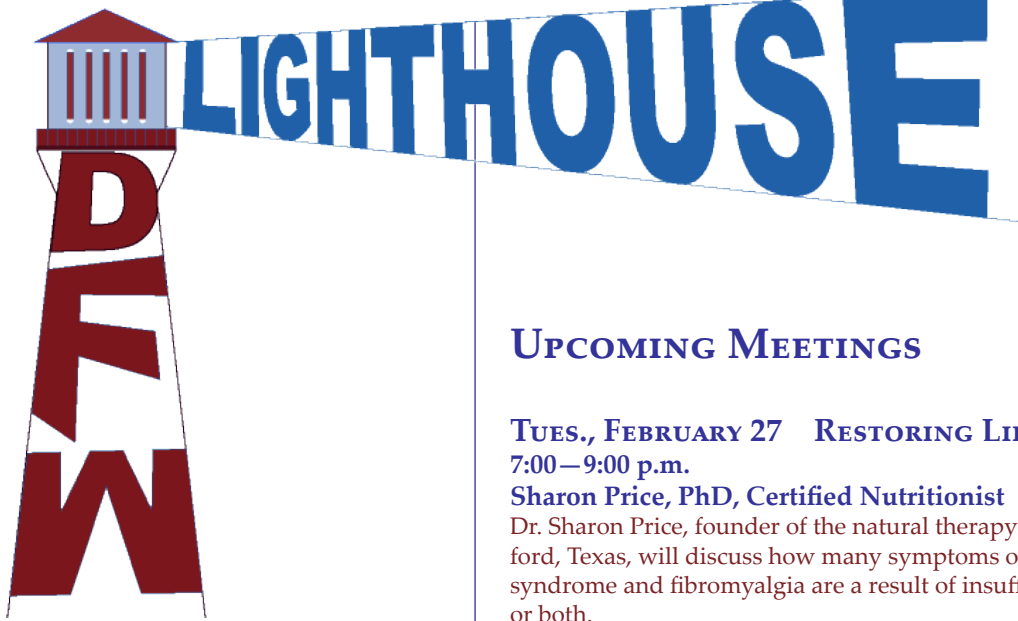 LIGHTHOUSE
DFW
UPCOMING MEETINGS
TUES., FEBRUARY 27 RESTORING
7:00—9:00 p.m.
Sharon Price, PhD, Certified Nutritionist
Dr. Sharon Price, founder of the natural therapy
ford, Texas, will discuss how many symptoms
syndrome and fibromyalgia are a result of
or both.